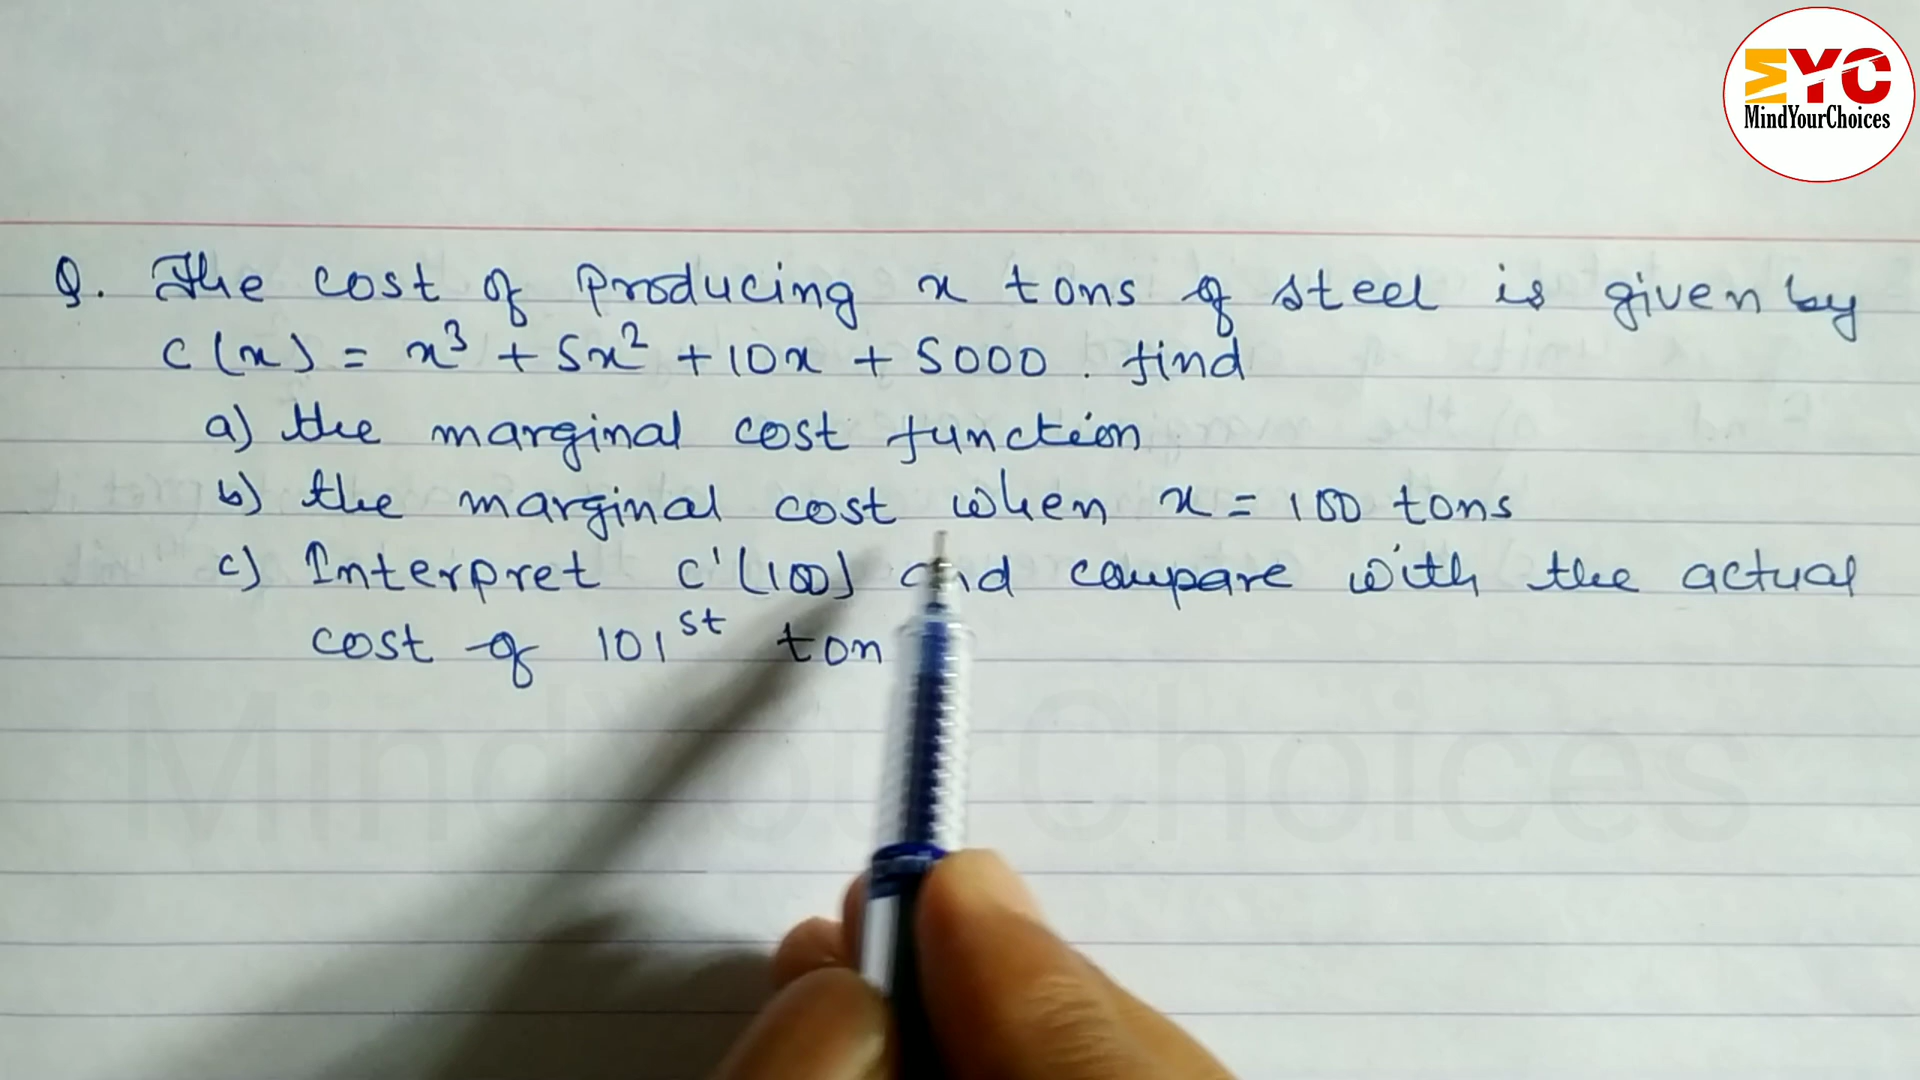 MYC
MindYourChoices
Q. The cost of producing x tons of steel is given by
C(x) = x³ + 5x² + 10x + 5000. find
a) the marginal cost function
b) the marginal cost when x = 100 tons
c) Interpret c'(100) and compare with the actual
cost of 101st ton
MindYourChoices